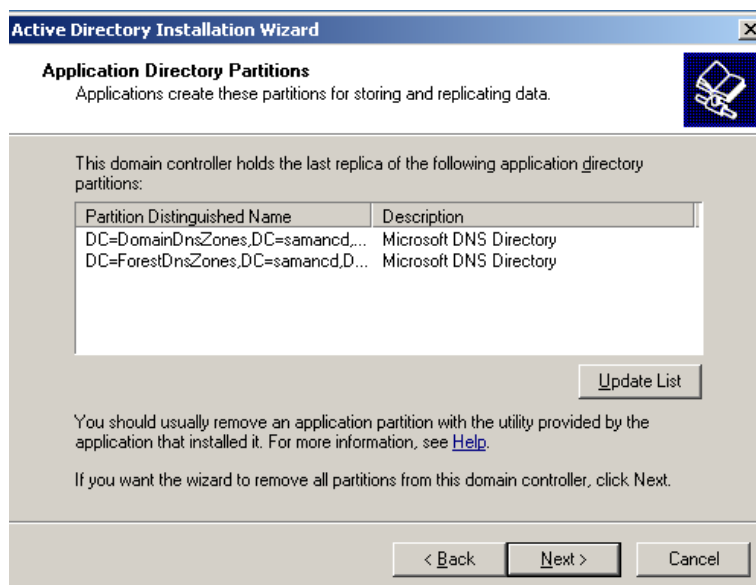 Active Directory Installation Wizard
Application Directory Partitions
Applications create these partitions for storing and replicating data.
This domain controller holds the last replica of the following application directory
partitions:
Partition Distinguished Name Description
DC=DomainDnsZones,DC=samancd,... Microsoft DNS Directory
DC=ForestDnsZones,DC=samancd,D... Microsoft DNS Directory
Update List
You should usually remove an application partition with the utility provided by the
application that installed it. For more information, see Help.
If you want the wizard to remove all partitions from this domain controller, click Next.
< Back Next > Cancel